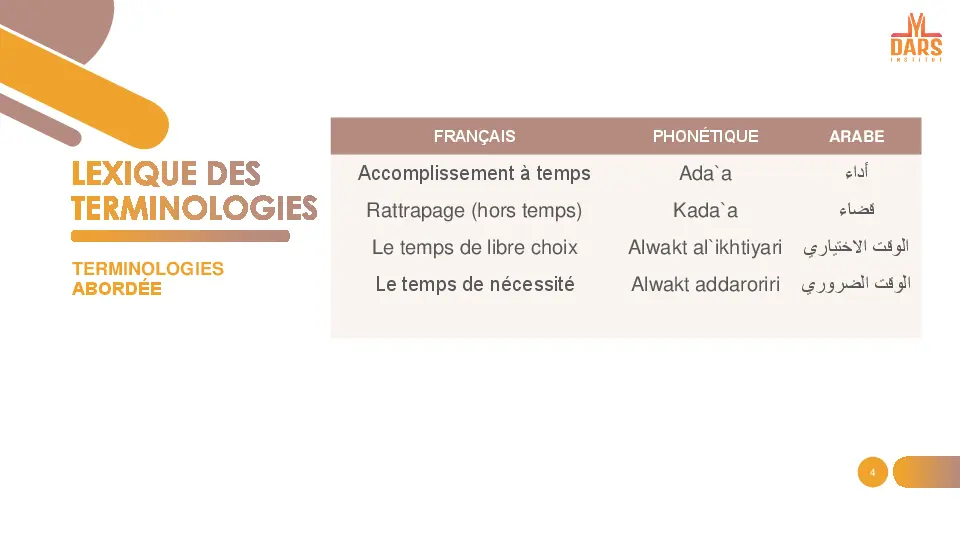 DARS
INSTITUT
LEXIQUE DES
TERMINOLOGIES
TERMINOLOGIES
ABORDÉE
FRANÇAIS PHONÉTIQUE ARABE
Accomplissement à temps Ada`a أداء
Rattrapage (hors temps) Kada`a قضاء
Le temps de libre choix Alwakt al`ikhtiyari الوقت الاختياري
Le temps de nécessité Alwakt addaroriri الوقت الضروري
4